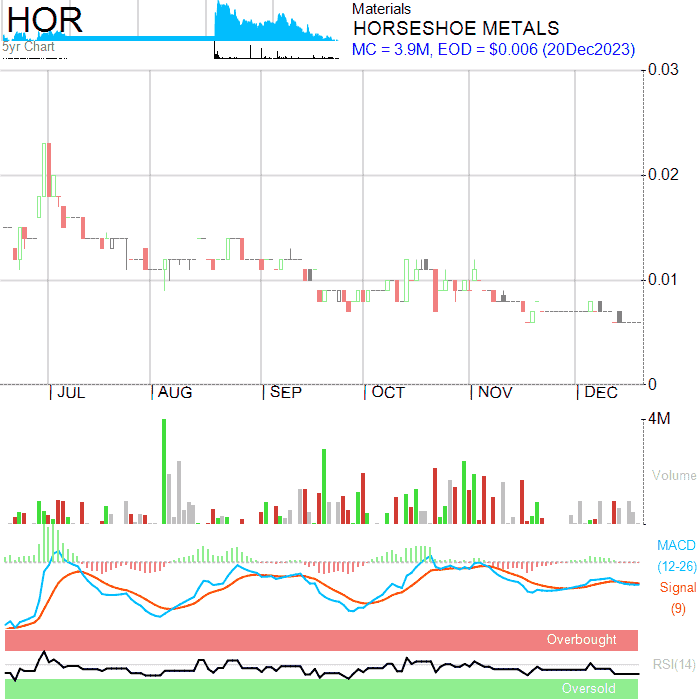 HOR
5yr Chart
Materials
HORSESHOE METALS
MC = 3.9M, EOD = $0.006 (20Dec2023)
0.03
0.02
0.01
0
JUL AUG SEP OCT NOV DEC
4M
Volume
MACD
(12-26)
Signal
(9)
Overbought
RSI(14)
Oversold